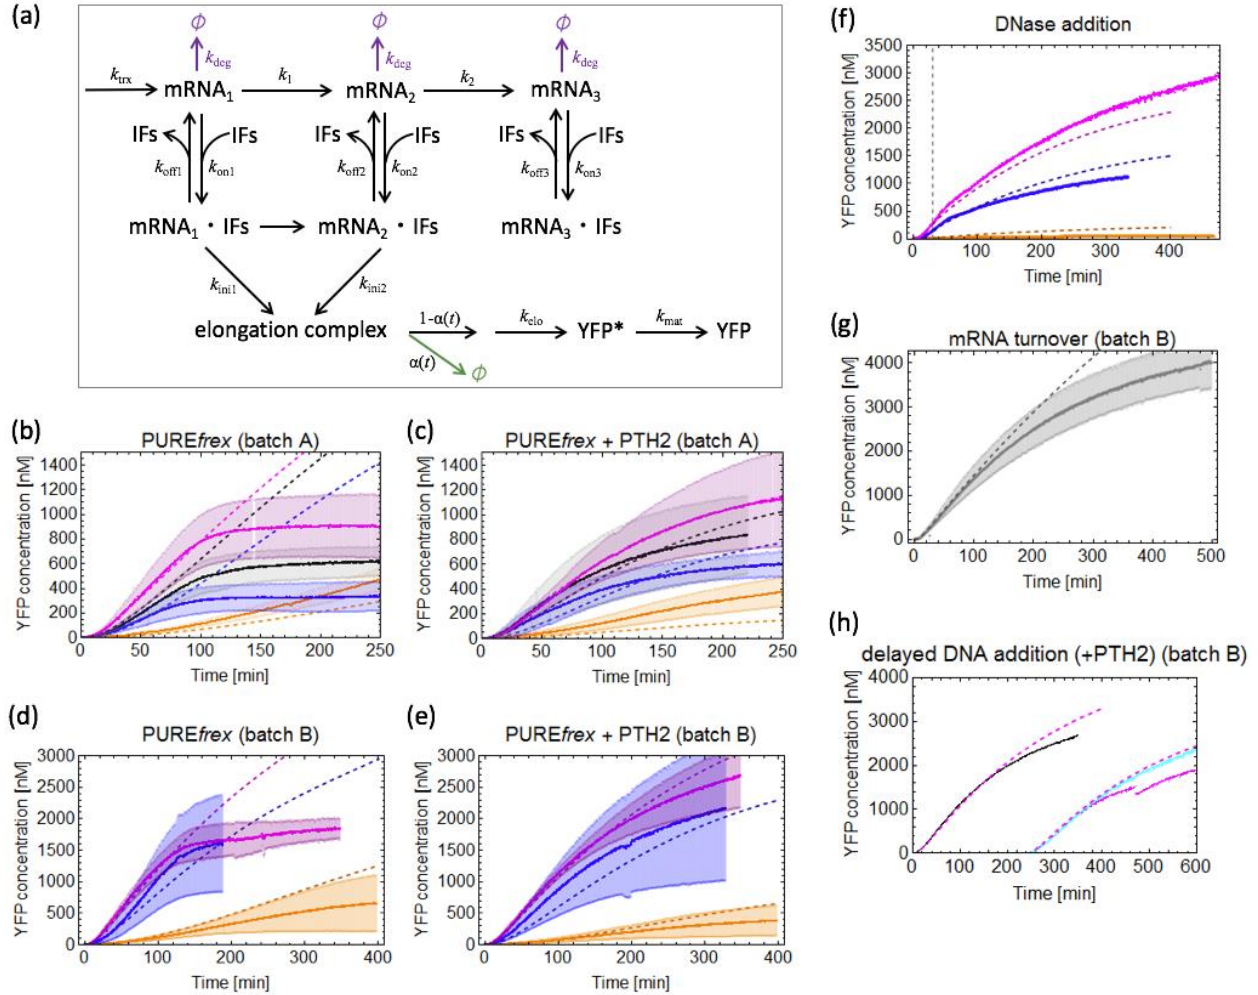 (a)
ϕ ϕ ϕ
kdeg kdeg kdeg
ktrx mRNA1 k1 mRNA2 k2 mRNA3
IFs IFs IFs IFs IFs IFs
koff1 kon1 koff2 kon2 koff3 kon3
mRNA1 · IFs mRNA2 · IFs mRNA3 · IFs
kini1 kini2
elongation complex 1-α(t) kelo YFP* kmat YFP
α(t) ϕ
(b)
PUREfrex (batch A)
YFP concentration [nM]
1400
1200
1000
800
600
400
200
0
0 50 100 150 200 250
Time [min]
(c)
PUREfrex + PTH2 (batch A)
YFP concentration [nM]
1400
1200
1000
800
600
400
200
0
0 50 100 150 200 250
Time [min]
(d)
PUREfrex (batch B)
YFP concentration [nM]
3000
2500
2000
1500
1000
500
0
0 100 200 300 400
Time [min]
(e)
PUREfrex + PTH2 (batch B)
YFP concentration [nM]
3000
2500
2000
1500
1000
500
0
0 100 200 300 400
Time [min]
(f)
DNase addition
YFP concentration [nM]
3500
3000
2500
2000
1500
1000
500
0
0 100 200 300 400
Time [min]
(g)
mRNA turnover (batch B)
YFP concentration [nM]
4000
3000
2000
1000
0
0 100 200 300 400 500
Time [min]
(h)
delayed DNA addition (+PTH2) (batch B)
YFP concentration [nM]
4000
3000
2000
1000
0
0 100 200 300 400 500 600
Time [min]